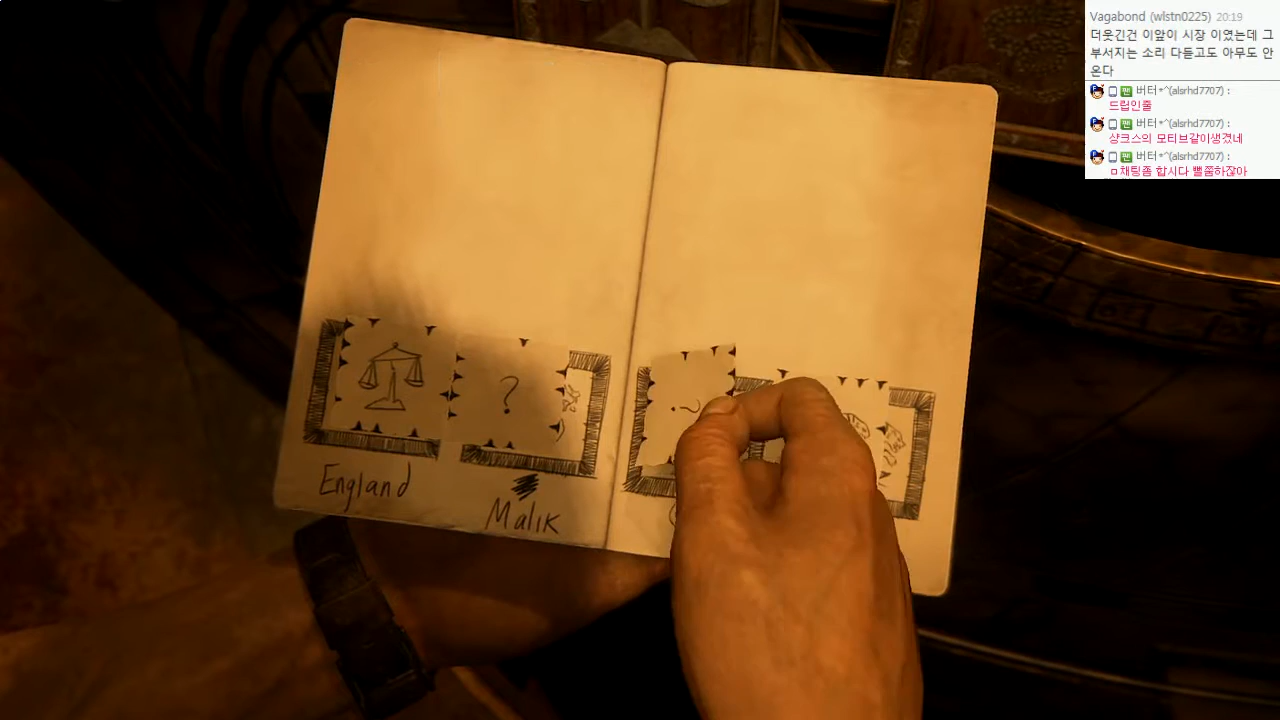 Vagabond (wlstn0225) 20:19
더웃긴건 이앞이 시장 이였는데 그
부서지는 소리 다듣고도 아무도 안
온다
팬 버터*^(alsrhd7707) :
드립인줄
팬 버터*^(alsrhd7707) :
샹크스의 모티브같이생겼네
팬 버터*^(alsrhd7707) :
ㅁ채팅좀 합시다 뻘쭘하잖아
?
England
Malik